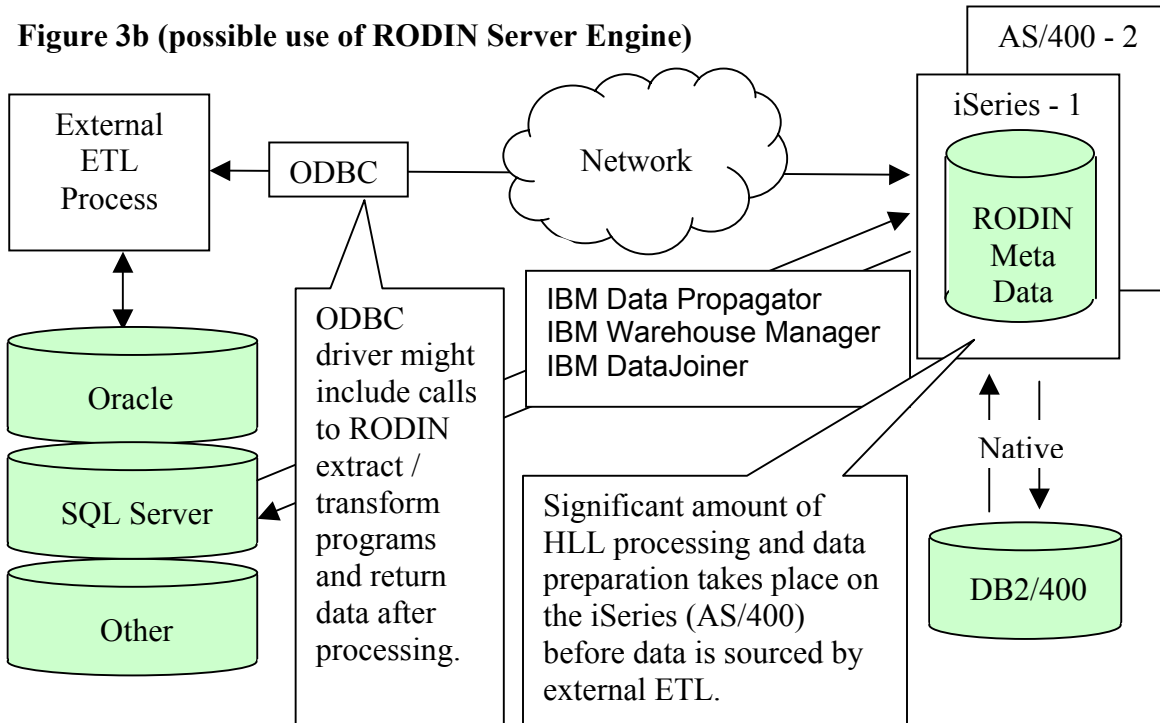 Figure 3b (possible use of RODIN Server Engine)
AS/400 - 2
iSeries - 1
External
ETL
Process
ODBC
Network
RODIN
Meta
Data
IBM Data Propagator
IBM Warehouse Manager
IBM DataJoiner
ODBC
driver might
include calls
to RODIN
extract /
transform
programs
and return
data after
processing.
Oracle
SQL Server
Other
Significant amount of
HLL processing and data
preparation takes place on
the iSeries (AS/400)
before data is sourced by
external ETL.
Native
DB2/400